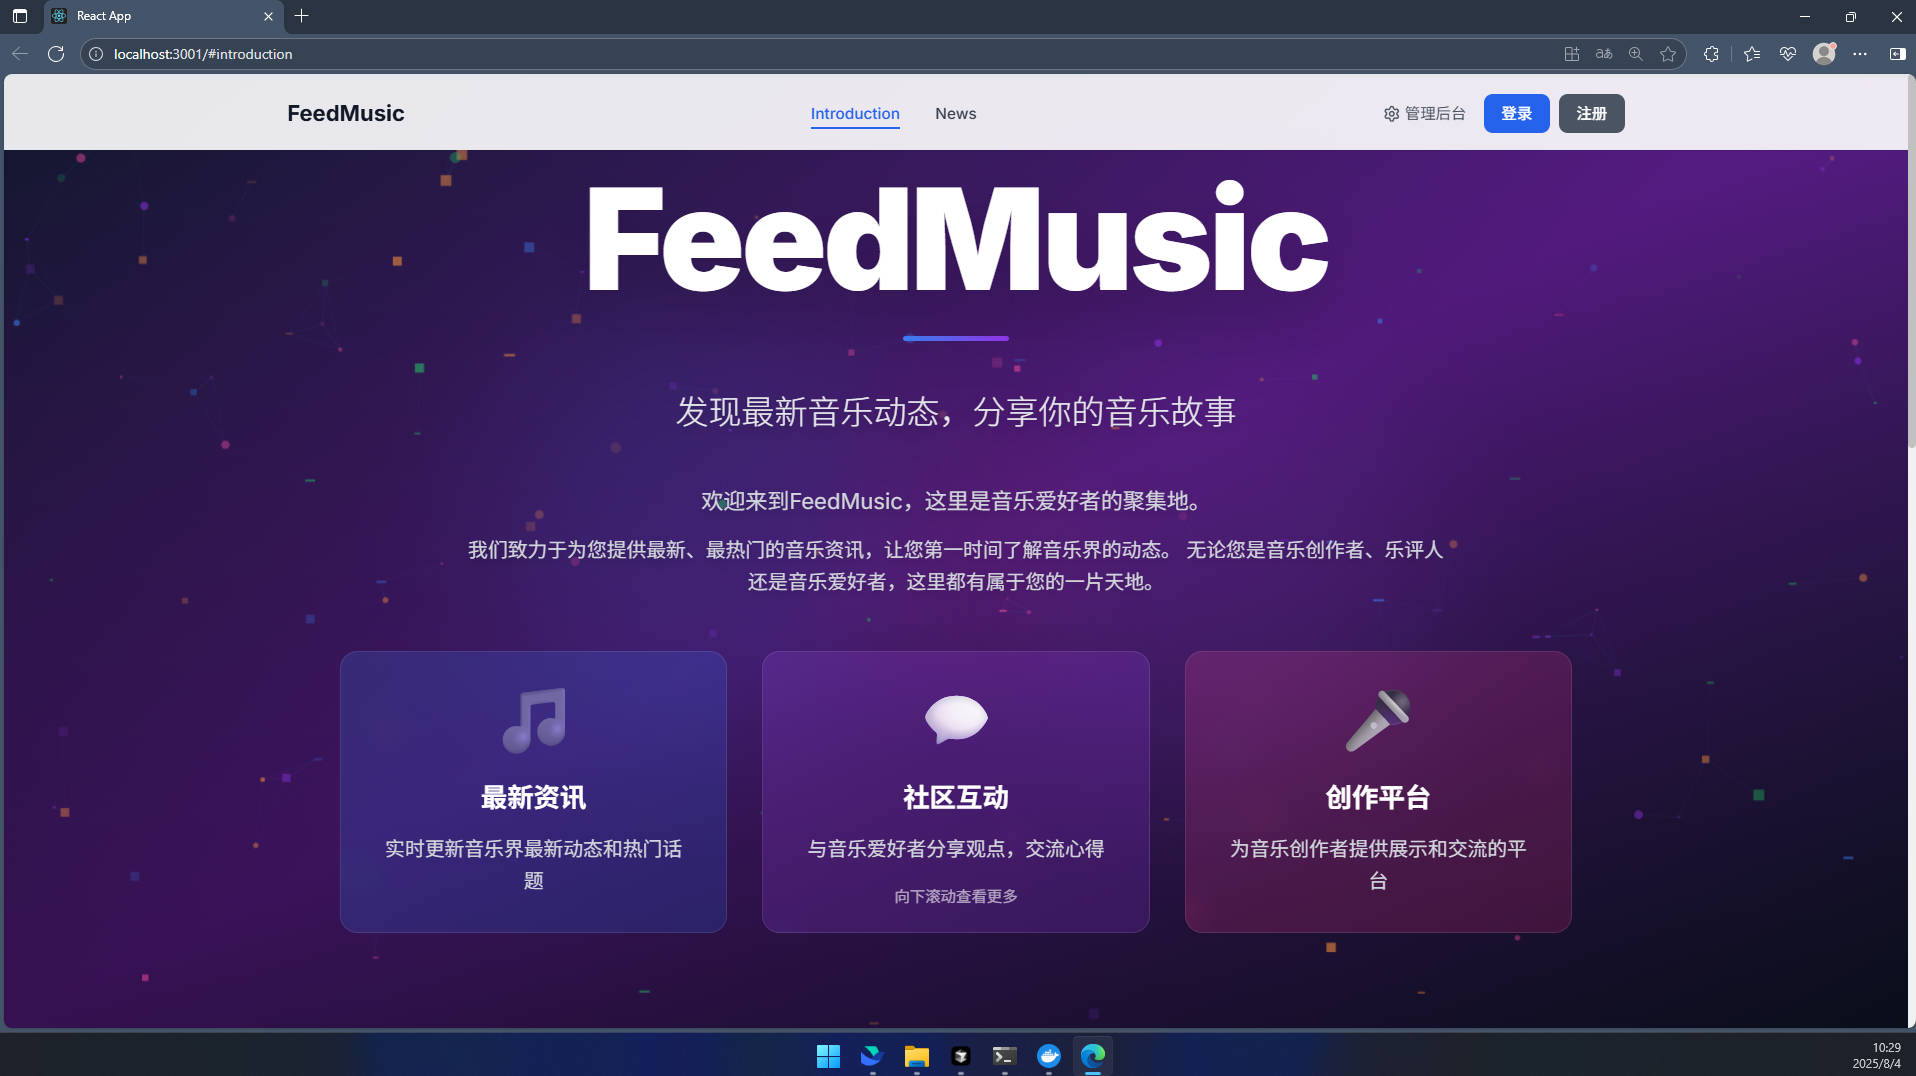 React App
localhost:3001/#introduction
FeedMusic
Introduction
News
管理后台
登录
注册
FeedMusic
发现最新音乐动态，分享你的音乐故事
欢迎来到FeedMusic，这里是音乐爱好者的聚集地。
我们致力于为您提供最新、最热门的音乐资讯，让您第一时间了解音乐界的动态。 无论您是音乐创作者、乐评人
还是音乐爱好者，这里都有属于您的一片天地。
最新资讯
实时更新音乐界最新动态和热门话
题
社区互动
与音乐爱好者分享观点，交流心得
向下滚动查看更多
创作平台
为音乐创作者提供展示和交流的平
台
10:29
2025/8/4